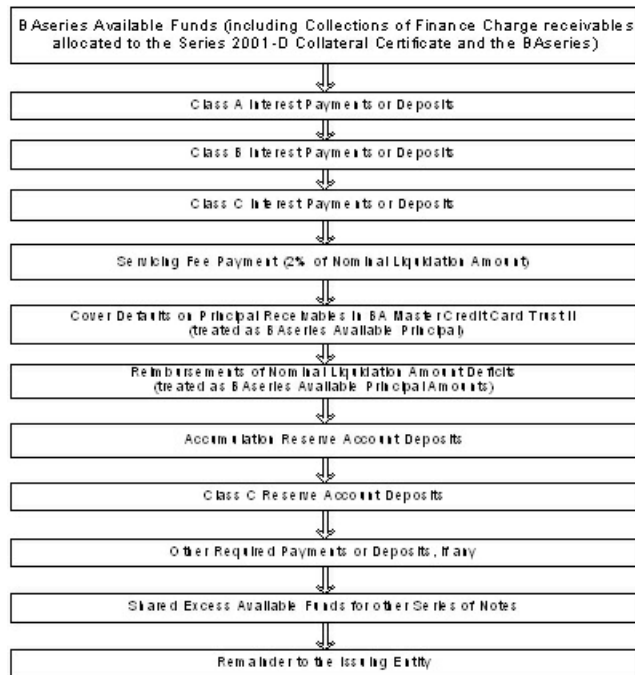 BAseries Available Funds (including Collections of Finance Charge receivables
allocated to the Series 2001-D Collateral Certificate and the BAseries)
Class A Interest Payments or Deposits
Class B Interest Payments or Deposits
Class C Interest Payments or Deposits
Servicing Fee Payment (2% of Nominal Liquidation Amount)
Cover Defaults on Principal Receivables in BA Master Credit Card Trust II
(treated as BAseries Available Principal)
Reimbursements of Nominal Liquidation Amount Deficits
(treated as BAseries Available Principal Amounts)
Accumulation Reserve Account Deposits
Class C Reserve Account Deposits
Other Required Payments or Deposits, if any
Shared Excess Available Funds for other Series of Notes
Remainder to the Issuing Entity